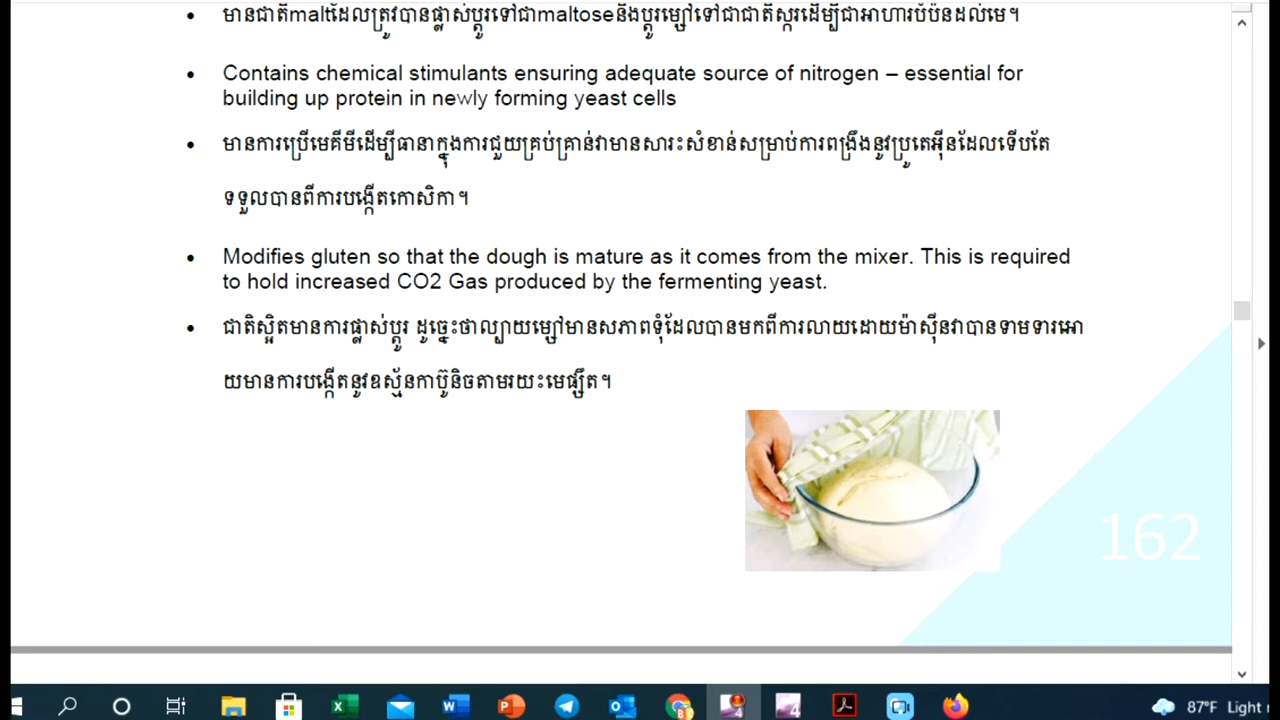 មានជាតិmaltដែលត្រូវបានផ្លាស់ប្តូរទៅជាmaltoseនិងប្តូរម្សៅទៅជាជាតិស្ករដើម្បីជាអាហារបំប៉នដល់មេ។
Contains chemical stimulants ensuring adequate source of nitrogen – essential for
building up protein in newly forming yeast cells
មានការប្រើមេគីមីដើម្បីធានាក្នុងការជួយគ្រប់គ្រាន់វាមានសារះសំខាន់សម្រាប់ការពង្រឹងនូវប្រូតេអ៊ីនដែលទើបតែ
ទទួលបានពីការបង្កើតកោសិកា។
Modifies gluten so that the dough is mature as it comes from the mixer. This is required
to hold increased CO2 Gas produced by the fermenting yeast.
ជាតិស្អិតមានការផ្លាស់ប្តូរ ដូច្នេះថាល្បាយម្សៅមានសភាពទុំដែលបានមកពីការលាយដោយម៉ាស៊ីនវាបានទាមទារអោ
យមានការបង្កើតនូវឧស្ម័នកាប៊ូនិចតាមរយះមេផ្សឹត។
162
87°F Light r